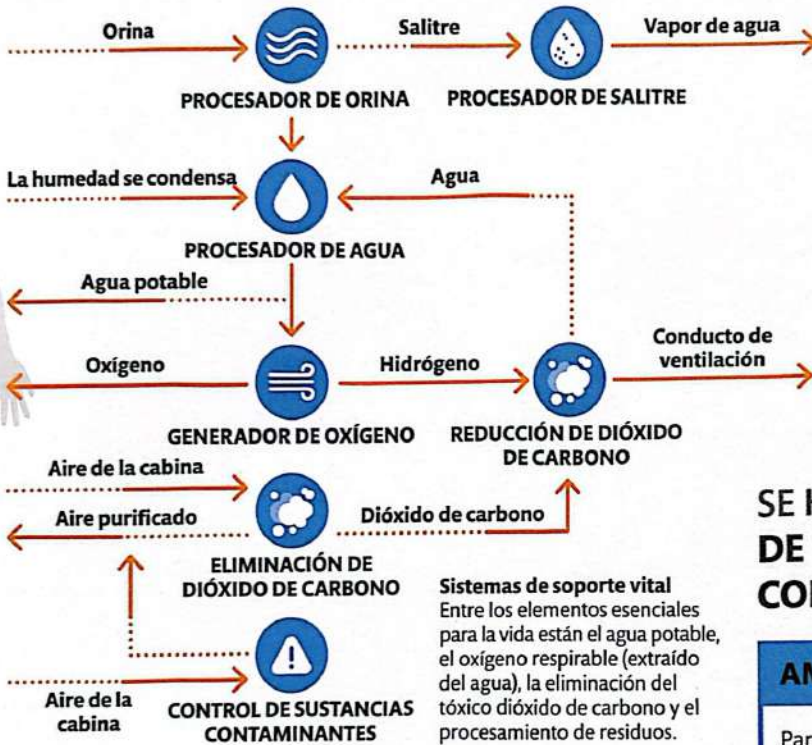 Orina
Salitre
Vapor de agua
PROCESADOR DE ORINA
PROCESADOR DE SALITRE
La humedad se condensa
Agua
PROCESADOR DE AGUA
Agua potable
Oxígeno
Hidrógeno
Conducto de
ventilación
GENERADOR DE OXÍGENO
REDUCCIÓN DE DIÓXIDO
DE CARBONO
Aire de la cabina
Aire purificado
Dióxido de carbono
ELIMINACIÓN DE
DIÓXIDO DE CARBONO
Aire de la
cabina
CONTROL DE SUSTANCIAS
CONTAMINANTES
Sistemas de soporte vital
Entre los elementos esenciales
para la vida están el agua potable,
el oxígeno respirable (extraído
del agua), la eliminación del
tóxico dióxido de carbono y el
procesamiento de residuos.
SE
DE